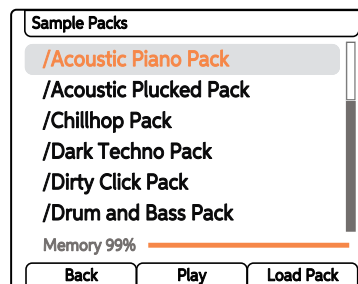 Sample Packs
/Acoustic Piano Pack
/Acoustic Plucked Pack
/Chillhop Pack
/Dark Techno Pack
/Dirty Click Pack
/Drum and Bass Pack
Memory 99%
Back Play Load Pack